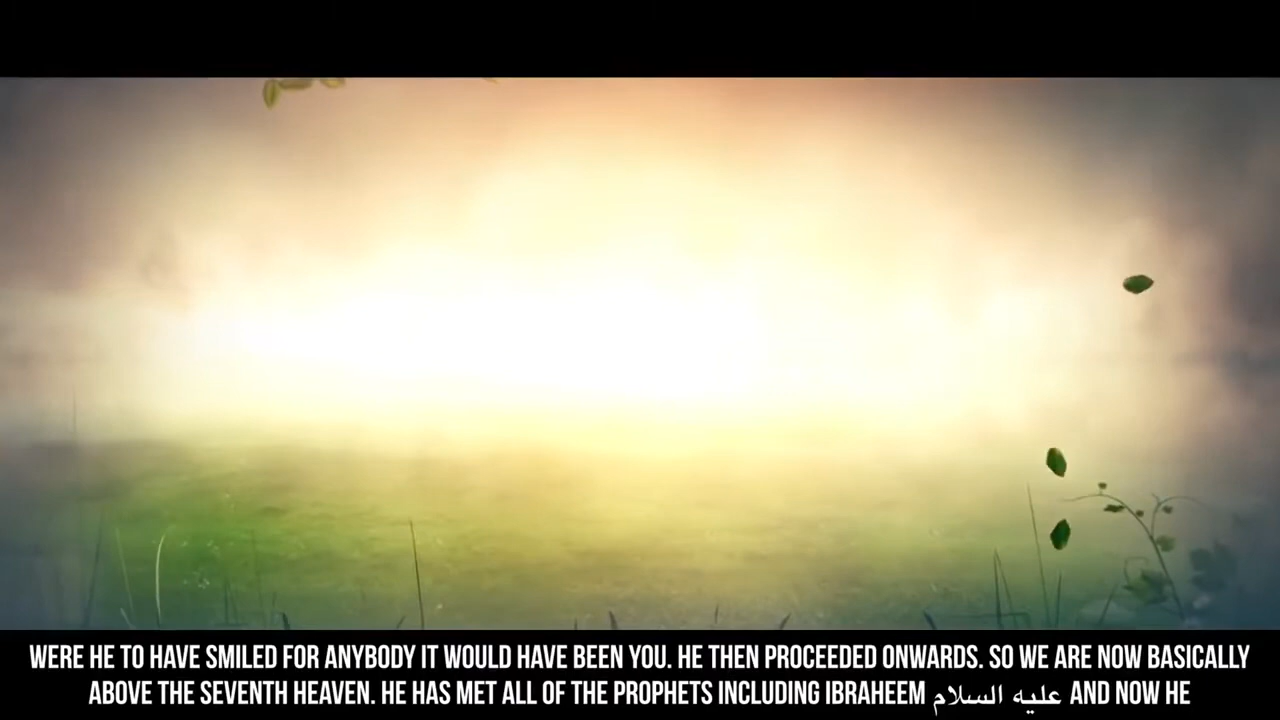 WERE HE TO HAVE SMILED FOR ANYBODY IT WOULD HAVE BEEN YOU. HE THEN PROCEEDED ONWARDS. SO WE ARE NOW BASICALLY
ABOVE THE SEVENTH HEAVEN. HE HAS MET ALL OF THE PROPHETS INCLUDING IBRAHEEM عليه السلام AND NOW HE